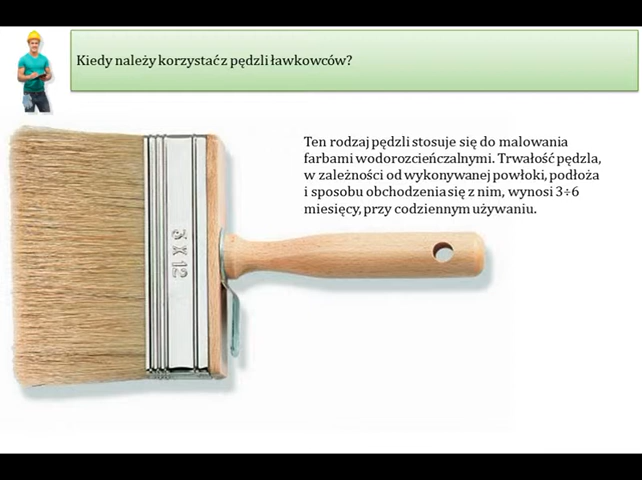 Kiedy należy korzystać z pędzli ławkowców?
Ten rodzaj pędzli stosuje się do malowania
farbami wodorozcieńczalnymi. Trwałość pędzla,
w zależności od wykonywanej powłoki, podłoża
i sposobu obchodzenia się z nim, wynosi 3÷6
miesięcy, przy codziennym używaniu.
3 X 12